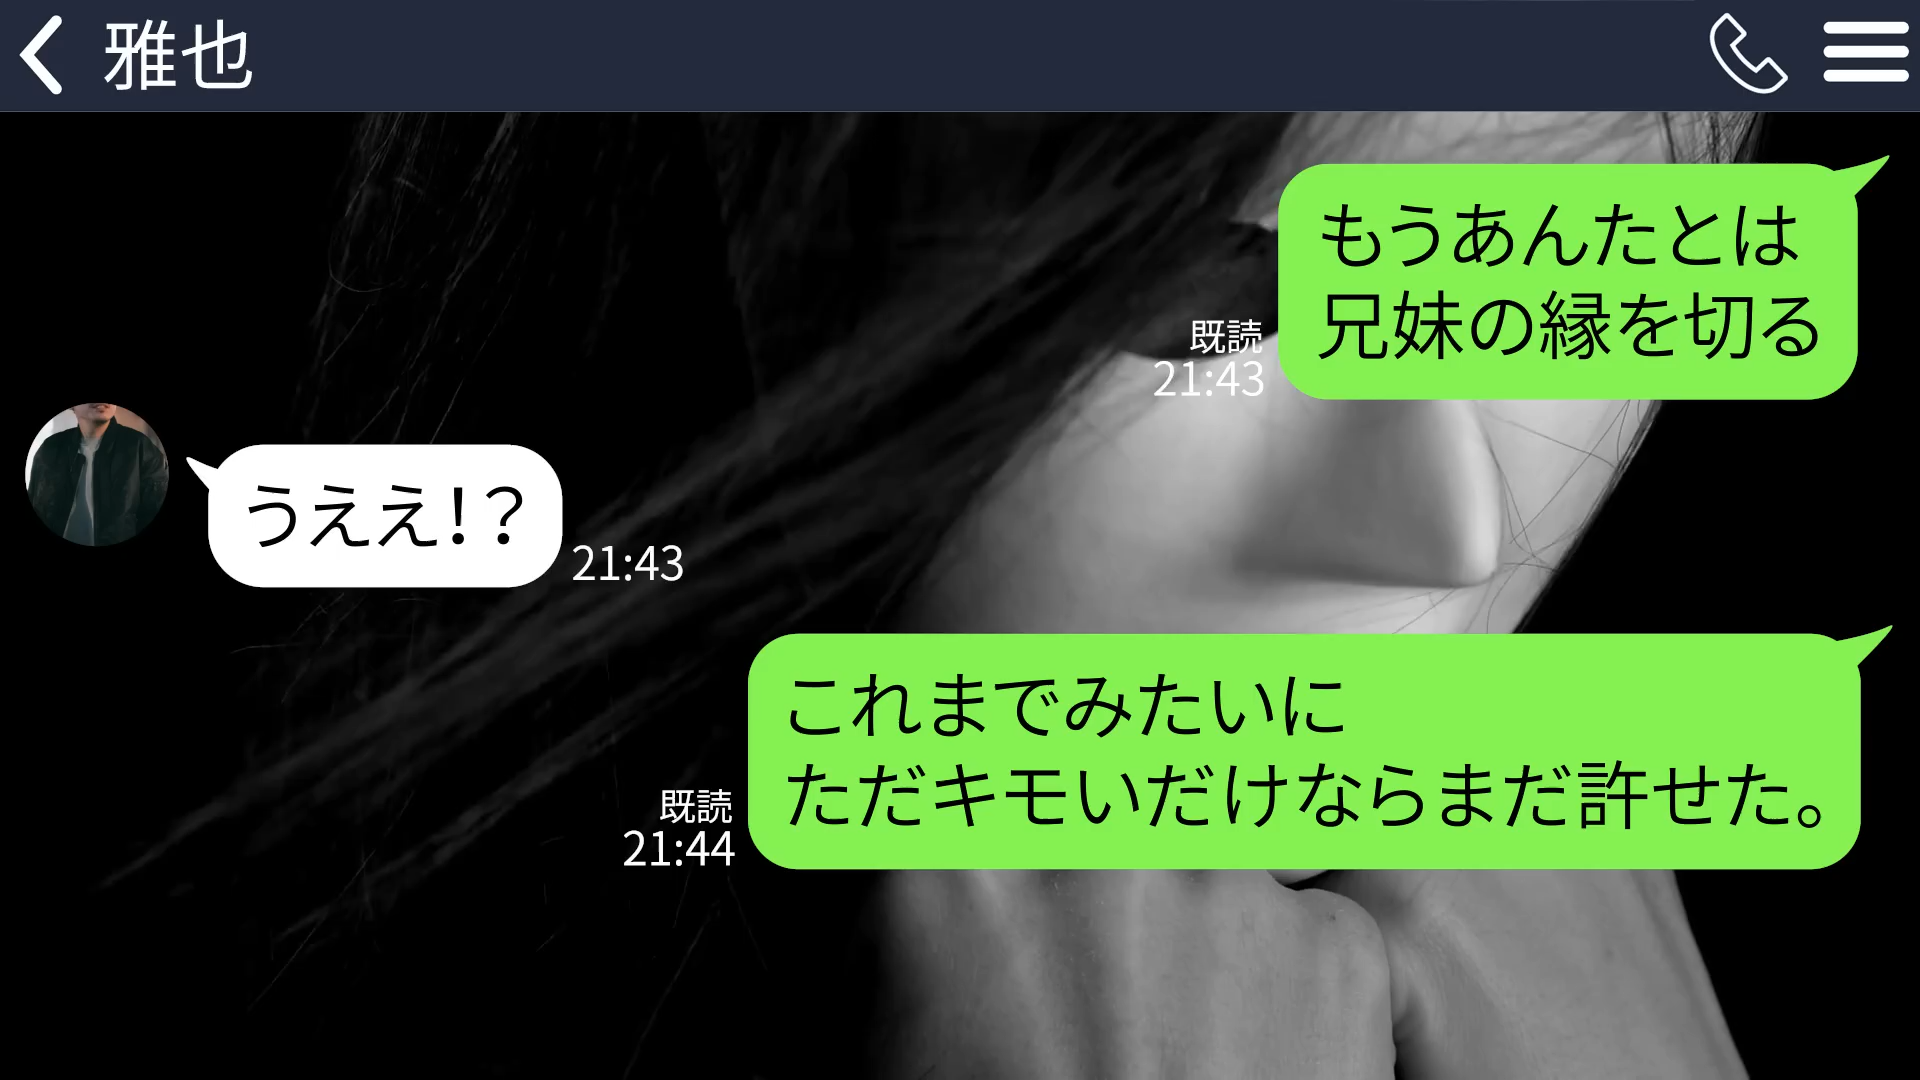 雅也
もうあんたとは
兄妹の縁を切る
既読
21:43
うええ！？
21:43
これまでみたいに
ただキモいだけならまだ許せた。
既読
21:44